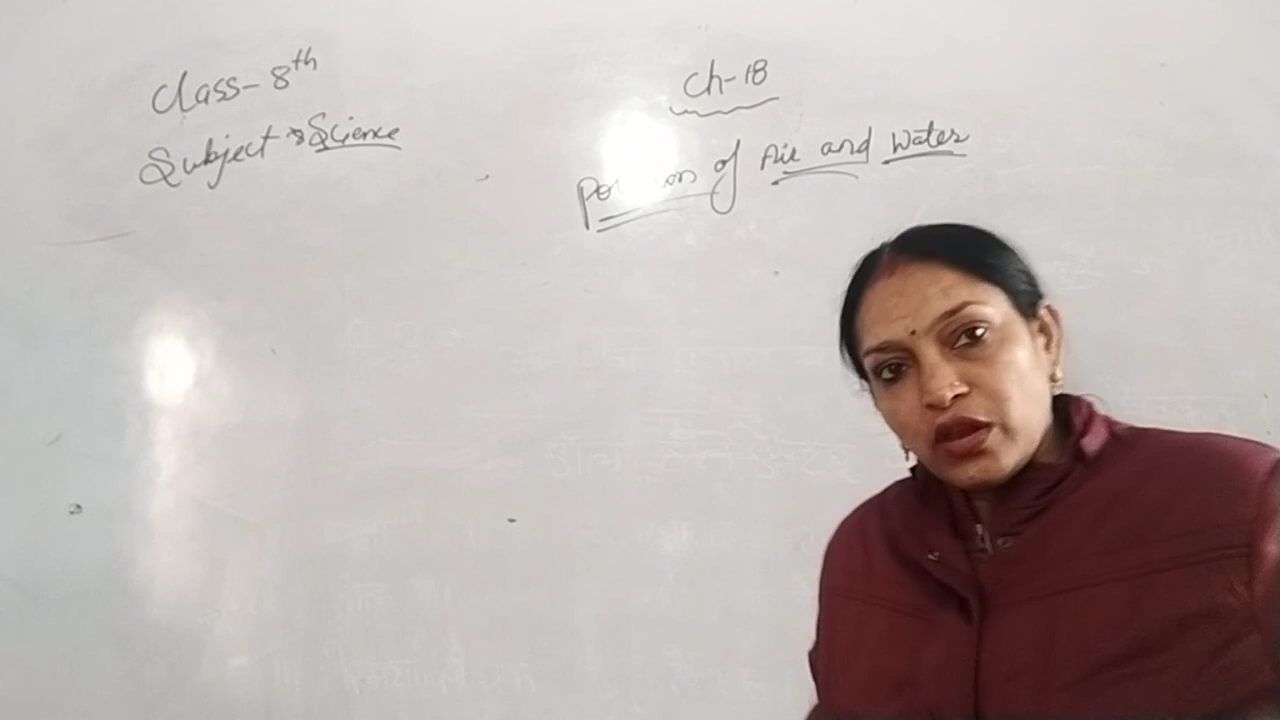 Class-8th
Subject : Science
Ch-18
of Air and Water